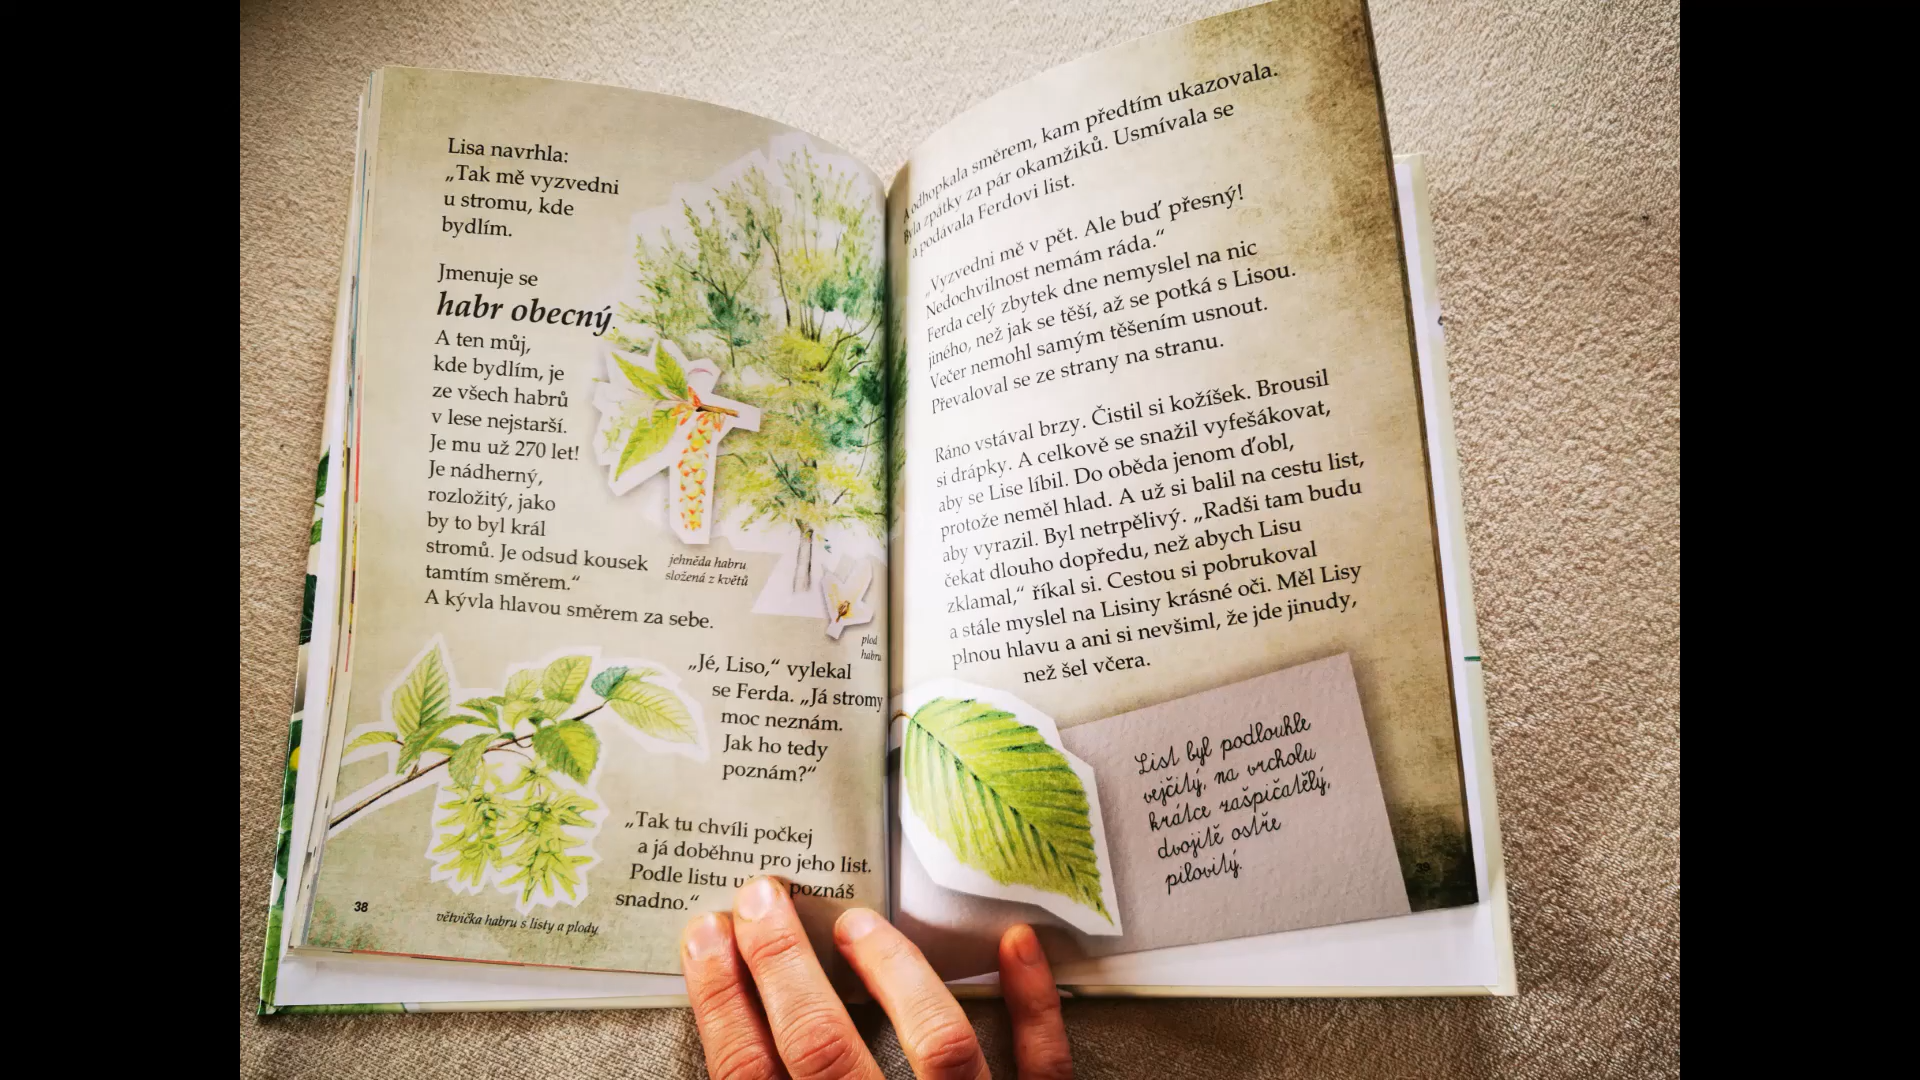 Lisa navrhla:
„Tak mě vyzvedni
u stromu, kde
bydlím.
Jmenuje se
habr obecný.
A ten můj,
kde bydlím, je
ze všech habrů
v lese nejstarší.
Je mu už 270 let!
Je nádherný,
rozložitý, jako
by to byl král
stromů. Je odsud kousek
tamtím směrem.“
A kývla hlavou směrem za sebe.
jehněda habru
složená z květů
plod
habru
„Jé, Liso,“ vylekal
se Ferda. „Já stromy
moc neznám.
Jak ho tedy
poznám?“
„Tak tu chvíli počkej
a já doběhnu pro jeho list.
Podle listu poznáš
snadno.“
38
větvička habru s listy a plody
A odhopkala směrem, kam předtím ukazovala.
Byla zpátky za pár okamžiků. Usmívala se
a podávala Ferdovi list.
„Vyzvedni mě v pět. Ale buď přesný!
Nedochvilnost nemám ráda.“
Ferda celý zbytek dne nemyslel na nic
jiného, než jak se těší, až se potká s Lisou.
Večer nemohl samým těšením usnout.
Převaloval se ze strany na stranu.
Ráno vstával brzy. Čistil si kožíšek. Brousil
si drápky. A celkově se snažil vyfešákovat,
aby se Lise líbil. Do oběda jenom ďobl,
protože neměl hlad. A už si balil na cestu list,
aby vyrazil. Byl netrpělivý. „Radši tam budu
čekat dlouho dopředu, než abych Lisu
zklamal,“ říkal si. Cestou si pobrukoval
a stále myslel na Lisiny krásné oči. Měl Lisy
plnou hlavu a ani si nevšiml, že jde jinudy,
než šel včera.
List byl podlouhle
vejčitý, na vrcholu
krátce zašpičatělý,
dvojitě ostře
pilovitý.
39